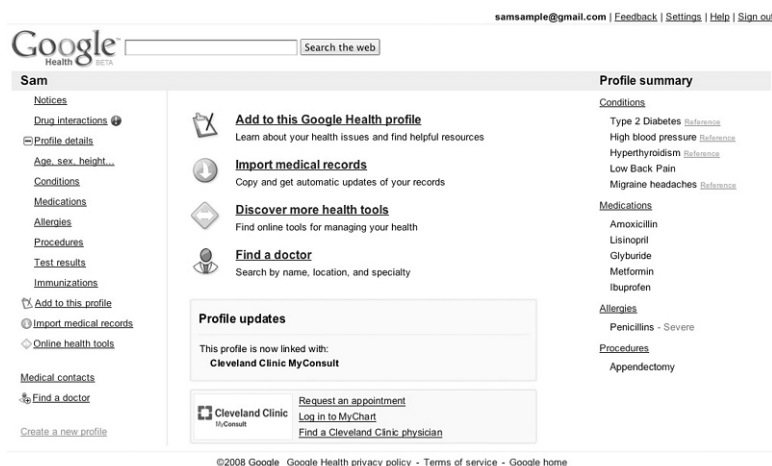 samsample@gmail.com | Feedback | Settings | Help | Sign out
Google
Health BETA
Search the web
Sam
Notices
Drug interactions
Profile details
Age, sex, height...
Conditions
Medications
Allergies
Procedures
Test results
Immunizations
Add to this profile
Import medical records
Online health tools
Medical contacts
Find a doctor
Create a new profile
Add to this Google Health profile
Learn about your health issues and find helpful resources
Import medical records
Copy and get automatic updates of your records
Discover more health tools
Find online tools for managing your health
Find a doctor
Search by name, location, and specialty
Profile updates
This profile is now linked with:
Cleveland Clinic MyConsult
Cleveland Clinic
MyConsult
Request an appointment
Log in to MyChart
Find a Cleveland Clinic physician
Profile summary
Conditions
Type 2 Diabetes Reference
High blood pressure Reference
Hyperthyroidism Reference
Low Back Pain
Migraine headaches Reference
Medications
Amoxicillin
Lisinopril
Glyburide
Metformin
Ibuprofen
Allergies
Penicillins - Severe
Procedures
Appendectomy
©2008 Google Google Health privacy policy - Terms of service - Google home